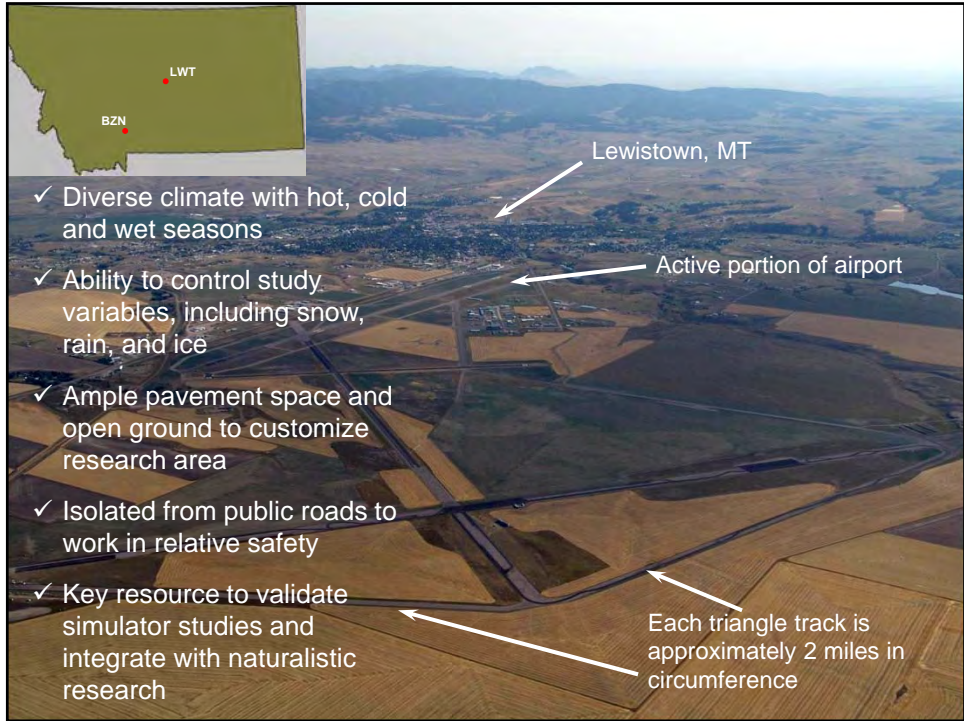 LWT
BZN
✓ Diverse climate with hot, cold
and wet seasons
✓ Ability to control study
variables, including snow,
rain, and ice
✓ Ample pavement space and
open ground to customize
research area
✓ Isolated from public roads to
work in relative safety
✓ Key resource to validate
simulator studies and
integrate with naturalistic
research
Lewistown, MT
Active portion of airport
Each triangle track is
approximately 2 miles in
circumference